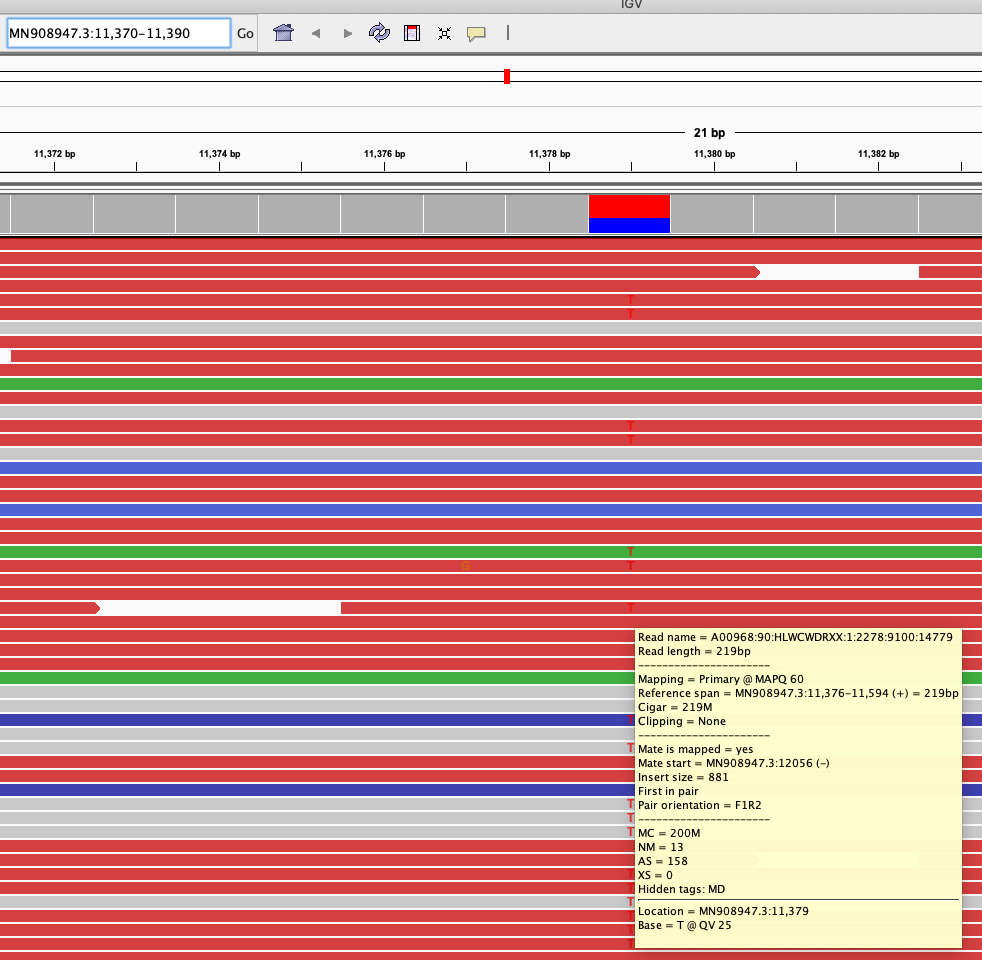 IGV
MN908947.3:11,370-11,390 Go
21 bp
11,372 bp 11,374 bp 11,376 bp 11,378 bp 11,380 bp 11,382 bp
T
T
T
T
T
G T
T
Read name = A00968:90:HLWCWDRXX:1:2278:9100:14779
Read length = 219bp
----------------------
Mapping = Primary @ MAPQ 60
Reference span = MN908947.3:11,376-11,594 (+) = 219bp
Cigar = 219M
T Clipping = None
----------------------
T Mate is mapped = yes
Mate start = MN908947.3:12056 (-)
Insert size = 881
First in pair
T Pair orientation = F1R2
T ----------------------
T MC = 200M
NM = 13
AS = 158
T XS = 0
T Hidden tags: MD
T
T Location = MN908947.3:11,379
T Base = T @ QV 25
T